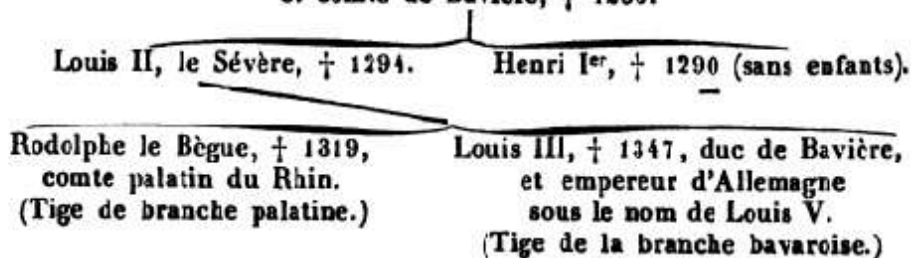 Louis II, le Sévère, † 1294. Henri Ier, † 1290 (sans enfants).
Rodolphe le Bègue, † 1319, Louis III, † 1347, duc de Bavière,
comte palatin du Rhin. et empereur d'Allemagne
(Tige de branche palatine.) sous le nom de Louis V.
(Tige de la branche bavaroise.)